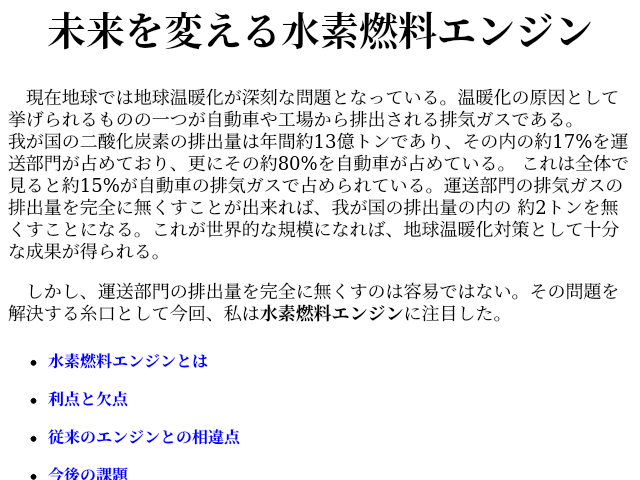 未来を変える水素燃料エンジン
現在地球では地球温暖化が深刻な問題となっている。温暖化の原因として
挙げられるものの一つが自動車や工場から排出される排気ガスである。
我が国の二酸化炭素の排出量は年間約13億トンであり、その内の約17%を運
送部門が占めており、更にその約80%を自動車が占めている。 これは全体で
見ると約15%が自動車の排気ガスで占められている。運送部門の排気ガスの
排出量を完全に無くすことが出来れば、我が国の排出量の内の 約2トンを無
くすことになる。これが世界的な規模になれば、地球温暖化対策として十分
な成果が得られる。
しかし、運送部門の排出量を完全に無くすのは容易ではない。その問題を
解決する糸口として今回、私は水素燃料エンジンに注目した。
水素燃料エンジンとは
利点と欠点
従来のエンジンとの相違点
今後の課題